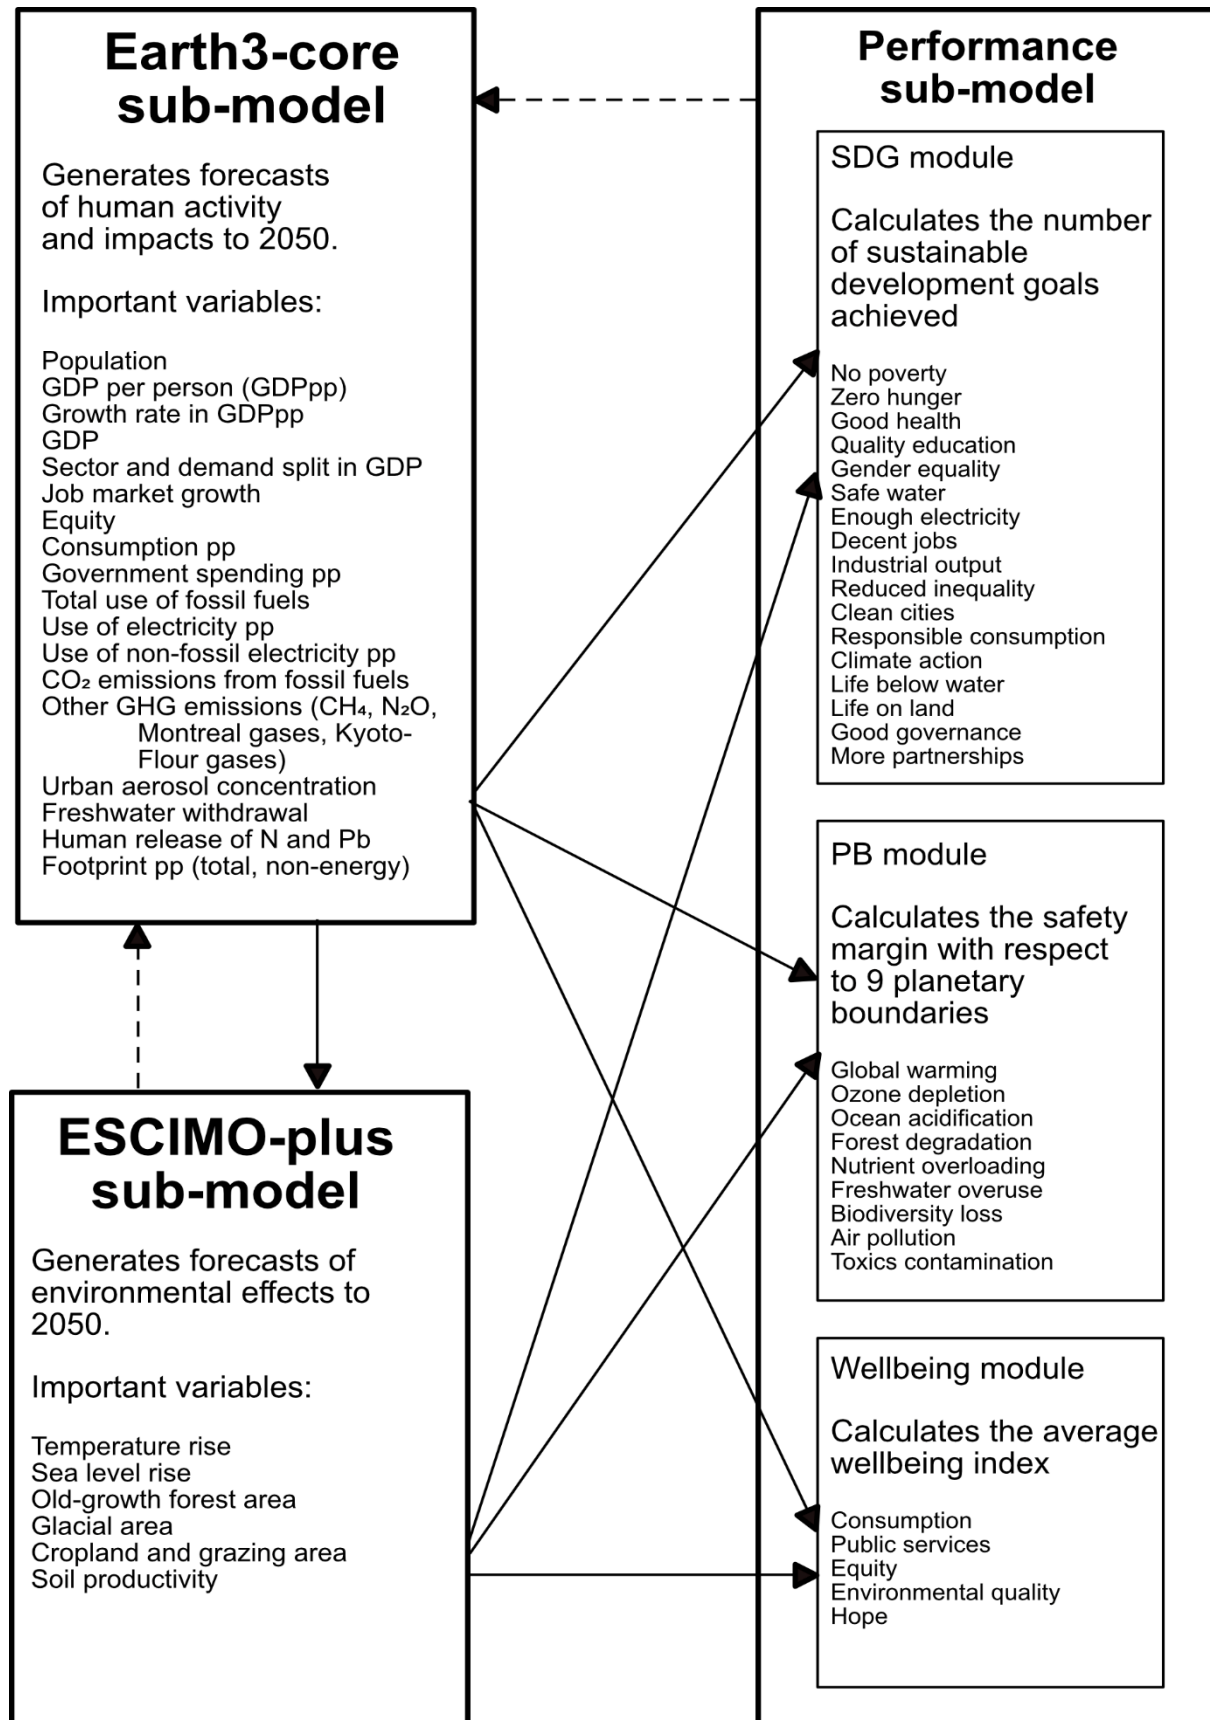 Earth3-core
sub-model
Generates forecasts
of human activity
and impacts to 2050.
Important variables:
Population
GDP per person (GDPpp)
Growth rate in GDPpp
GDP
Sector and demand split in GDP
Job market growth
Equity
Consumption pp
Government spending pp
Total use of fossil fuels
Use of electricity pp
Use of non-fossil electricity pp
CO₂ emissions from fossil fuels
Other GHG emissions (CH₄, N₂O,
Montreal gases, Kyoto-
Flour gases)
Urban aerosol concentration
Freshwater withdrawal
Human release of N and Pb
Footprint pp (total, non-energy)
ESCIMO-plus
sub-model
Generates forecasts of
environmental effects to
2050.
Important variables:
Temperature rise
Sea level rise
Old-growth forest area
Glacial area
Cropland and grazing area
Soil productivity
Performance
sub-model
SDG module
Calculates the number
of sustainable
development goals
achieved
No poverty
Zero hunger
Good health
Quality education
Gender equality
Safe water
Enough electricity
Decent jobs
Industrial output
Reduced inequality
Clean cities
Responsible consumption
Climate action
Life below water
Life on land
Good governance
More partnerships
PB module
Calculates the safety
margin with respect
to 9 planetary
boundaries
Global warming
Ozone depletion
Ocean acidification
Forest degradation
Nutrient overloading
Freshwater overuse
Biodiversity loss
Air pollution
Toxics contamination
Wellbeing module
Calculates the average
wellbeing index
Consumption
Public services
Equity
Environmental quality
Hope